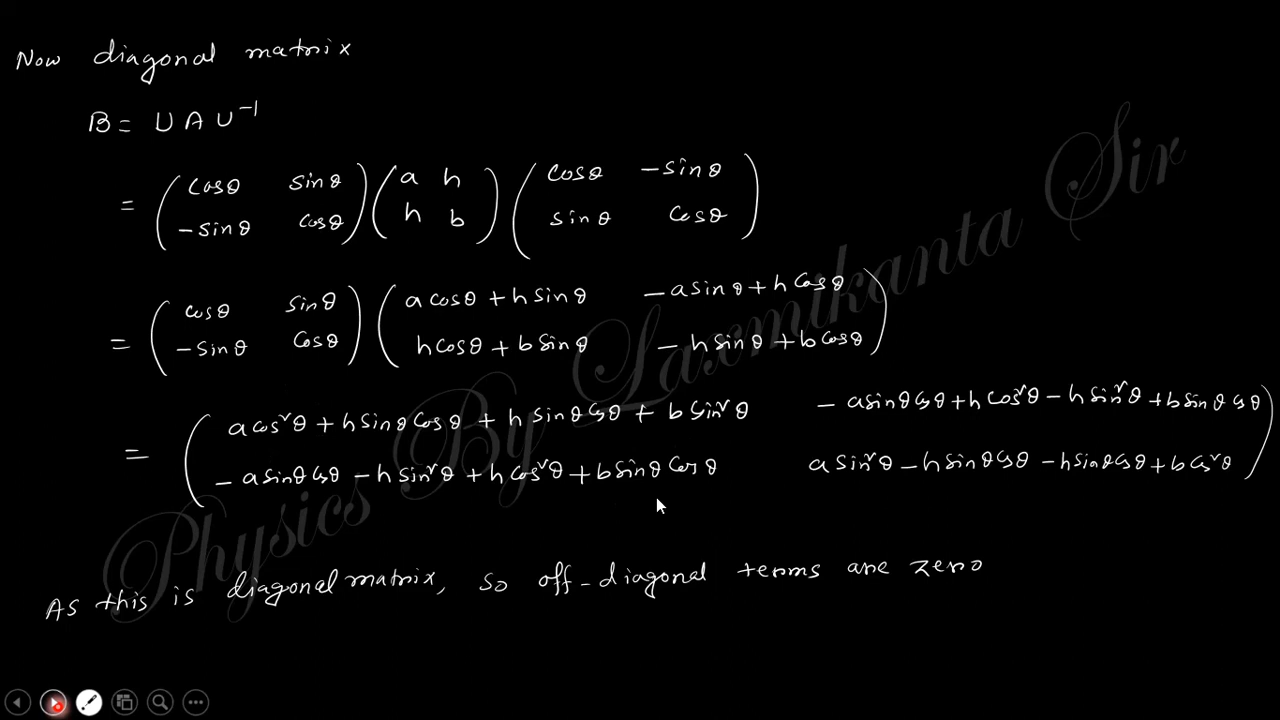 Now diagonal matrix
B = U A U⁻¹
= ( cosθ sinθ ) ( a h ) ( cosθ -sinθ )
( -sinθ cosθ ) ( h b ) ( sinθ cosθ )
= ( cosθ sinθ ) ( a cosθ + h sinθ - a sinθ + h cosθ )
( -sinθ cosθ ) ( h cosθ + b sinθ - h sinθ + b cosθ )
= ( a cos²θ + h sinθ cosθ + h sinθ cosθ + b sin²θ - a sinθ cosθ + h cos²θ - h sin²θ + b sinθ cosθ )
( - a sinθ cosθ - h sin²θ + h cos²θ + b sinθ cosθ a sin²θ - h sinθ cosθ - h sinθ cosθ + b cos²θ )
As this is diagonal matrix, so off-diagonal terms are zero
Physics By Laxmikanta Sir